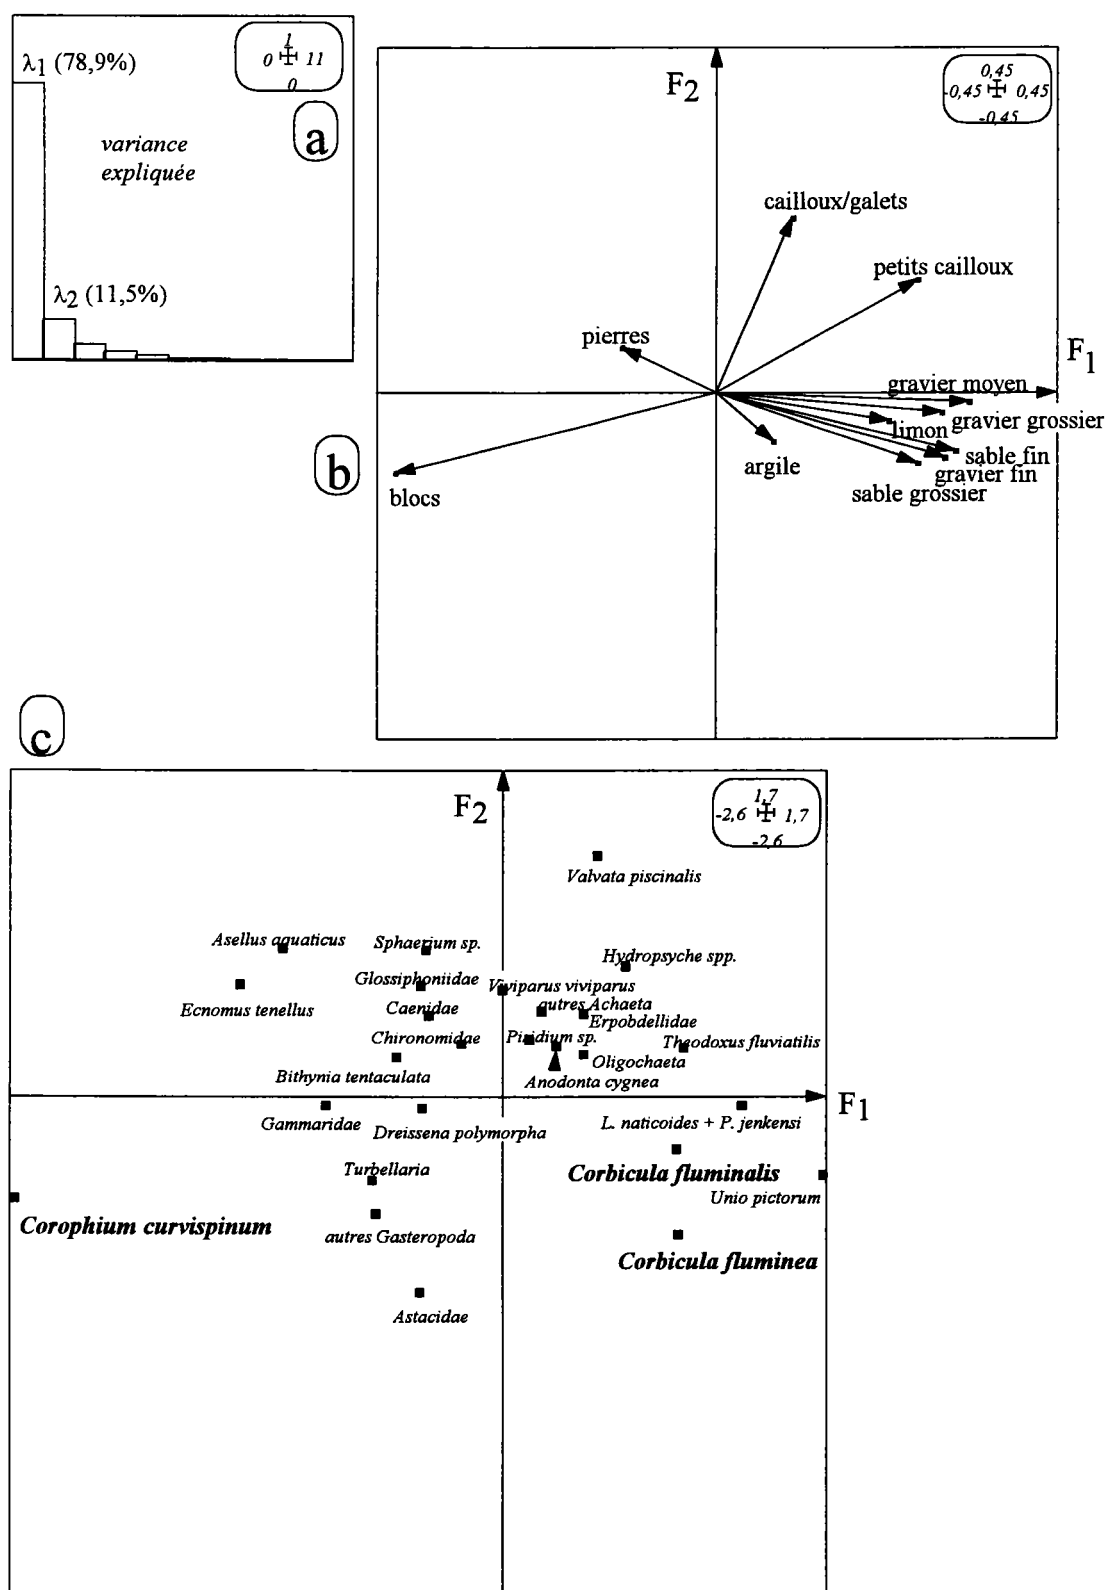 λ1 (78,9%)
1
0 11
0
a
variance
expliquée
λ2 (11,5%)
F2
0,45
-0,45 0,45
-0,45
cailloux/galets
petits cailloux
pierres
F1
gravier moyen
gravier grossier
limon
sable fin
argile
gravier fin
sable grossier
blocs
b
c
F2
1,7
-2,6 1,7
-2,6
Valvata piscinalis
Asellus aquaticus
Sphaerium sp.
Hydropsyche spp.
Glossiphoniidae
Viviparus viviparus
Ecnomus tenellus
Caenidae
autres Achaeta
Erpobdellidae
Chironomidae
Pisidium sp.
Theodoxus fluviatilis
Oligochaeta
Bithynia tentaculata
Anodonta cygnea
F1
Gammaridae
Dreissena polymorpha
L. naticoides + P. jenkensi
Turbellaria
Corbicula fluminalis
Unio pictorum
Corophium curvispinum
autres Gasteropoda
Corbicula fluminea
Astacidae